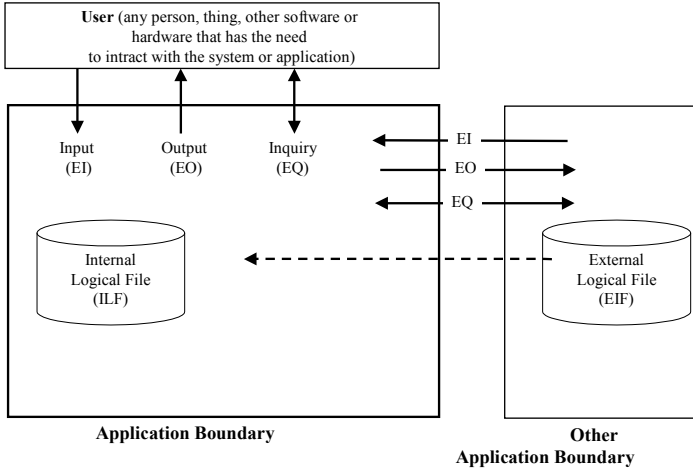 User (any person, thing, other software or
hardware that has the need
to intract with the system or application)
Input
(EI)
Output
(EO)
Inquiry
(EQ)
EI
EO
EQ
Internal
Logical File
(ILF)
External
Logical File
(EIF)
Application Boundary
Other
Application Boundary